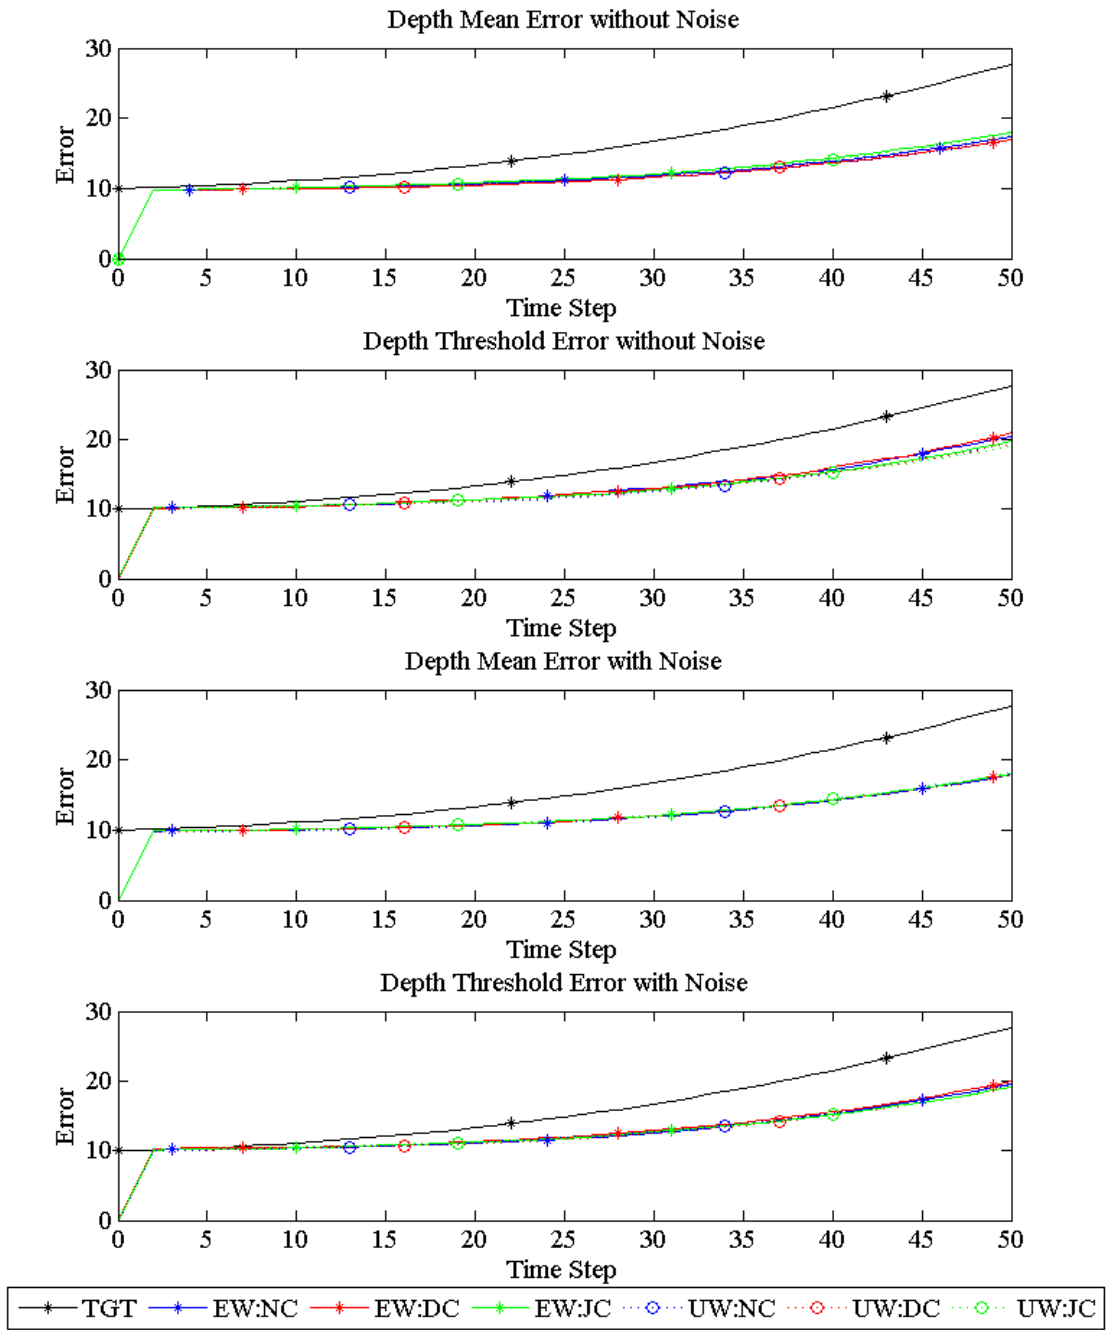 Depth Mean Error without Noise
30
20
10
0
Error
0 5 10 15 20 25 30 35 40 45 50
Time Step
Depth Threshold Error without Noise
30
20
10
0
Error
0 5 10 15 20 25 30 35 40 45 50
Time Step
Depth Mean Error with Noise
30
20
10
0
Error
0 5 10 15 20 25 30 35 40 45 50
Time Step
Depth Threshold Error with Noise
30
20
10
0
Error
0 5 10 15 20 25 30 35 40 45 50
Time Step
TGT EW:NC EW:DC EW:JC UW:NC UW:DC UW:JC